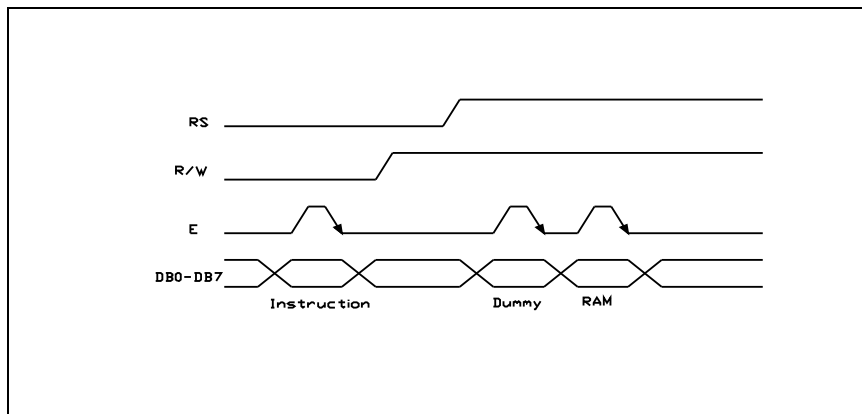 RS
R/W
E
DB0-DB7
Instruction
Dummy
RAM